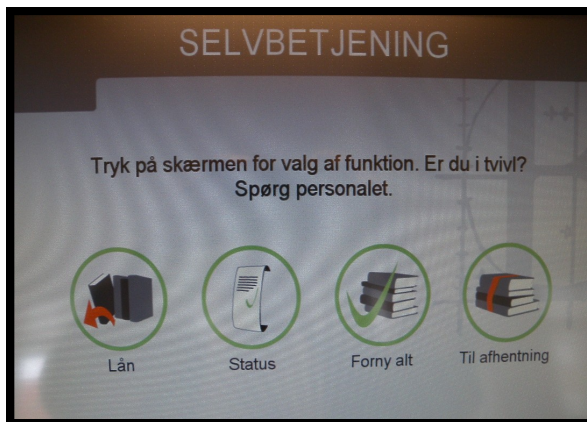 SELVBETJENING
Tryk på skærmen for valg af funktion. Er du i tvivl?
Spørg personalet.
Lån
Status
Forny alt
Til afhentning